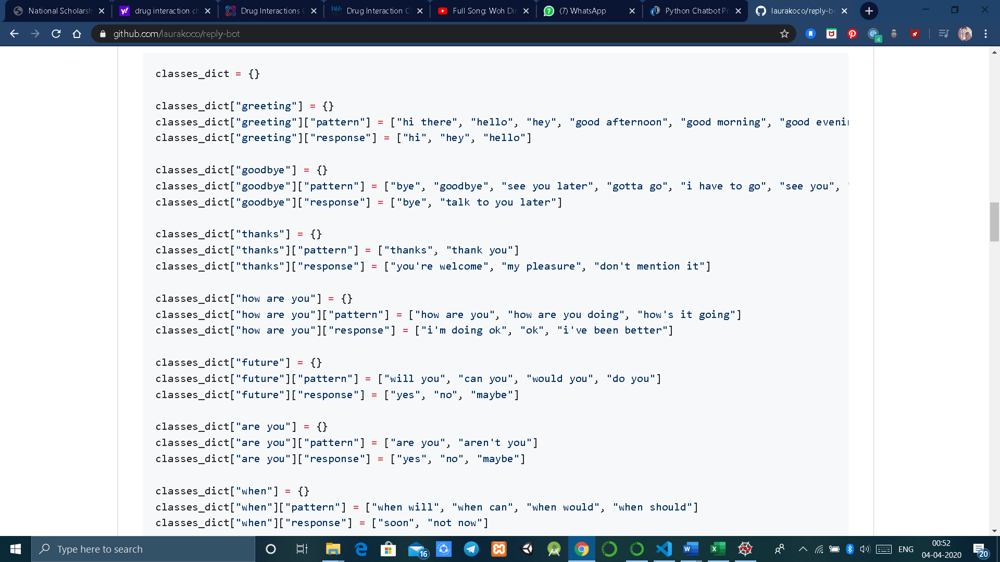 National Scholarsh
drug interaction ch
Drug Interactions C
Web
Drug Interaction C
Full Song: Woh Din
(7) WhatsApp
Python Chatbot Pr
laurakoco/reply-bo
github.com/laurakoco/reply-bot
4
classes_dict = {}
classes_dict["greeting"] = {}
classes_dict["greeting"]["pattern"] = ["hi there", "hello", "hey", "good afternoon", "good morning", "good evenin
classes_dict["greeting"]["response"] = ["hi", "hey", "hello"]
classes_dict["goodbye"] = {}
classes_dict["goodbye"]["pattern"] = ["bye", "goodbye", "see you later", "gotta go", "i have to go", "see you", "
classes_dict["goodbye"]["response"] = ["bye", "talk to you later"]
classes_dict["thanks"] = {}
classes_dict["thanks"]["pattern"] = ["thanks", "thank you"]
classes_dict["thanks"]["response"] = ["you're welcome", "my pleasure", "don't mention it"]
classes_dict["how are you"] = {}
classes_dict["how are you"]["pattern"] = ["how are you", "how are you doing", "how's it going"]
classes_dict["how are you"]["response"] = ["i'm doing ok", "ok", "i've been better"]
classes_dict["future"] = {}
classes_dict["future"]["pattern"] = ["will you", "can you", "would you", "do you"]
classes_dict["future"]["response"] = ["yes", "no", "maybe"]
classes_dict["are you"] = {}
classes_dict["are you"]["pattern"] = ["are you", "aren't you"]
classes_dict["are you"]["response"] = ["yes", "no", "maybe"]
classes_dict["when"] = {}
classes_dict["when"]["pattern"] = ["when will", "when can", "when would", "when should"]
classes_dict["when"]["response"] = ["soon", "not now"]
Type here to search
16
ENG
00:52
04-04-2020
20